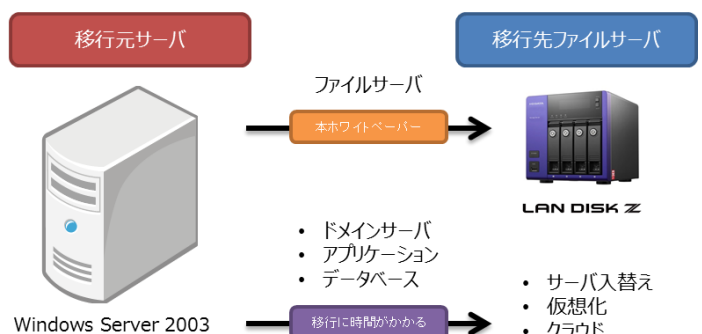 移行元サーバ
移行先ファイルサーバ
ファイルサーバ
本ホワイトペーパー
LAN DISK Z
• ドメインサーバ
• アプリケーション
• データベース
• サーバ入替え
• 仮想化
• クラウド
移行に時間がかかる
Windows Server 2003